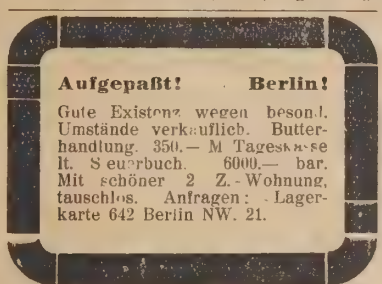 Aufgepaßt! Berlin!
Gute Existenz wegen besond.
Umstände verkäuflich. Butter-
handlung. 350.— M Tageskasse
lt. Steuerbuch. 6000.— bar.
Mit schöner 2 Z.-Wohnung,
tauschlos. Anfragen: Lager-
karte 642 Berlin NW. 21.